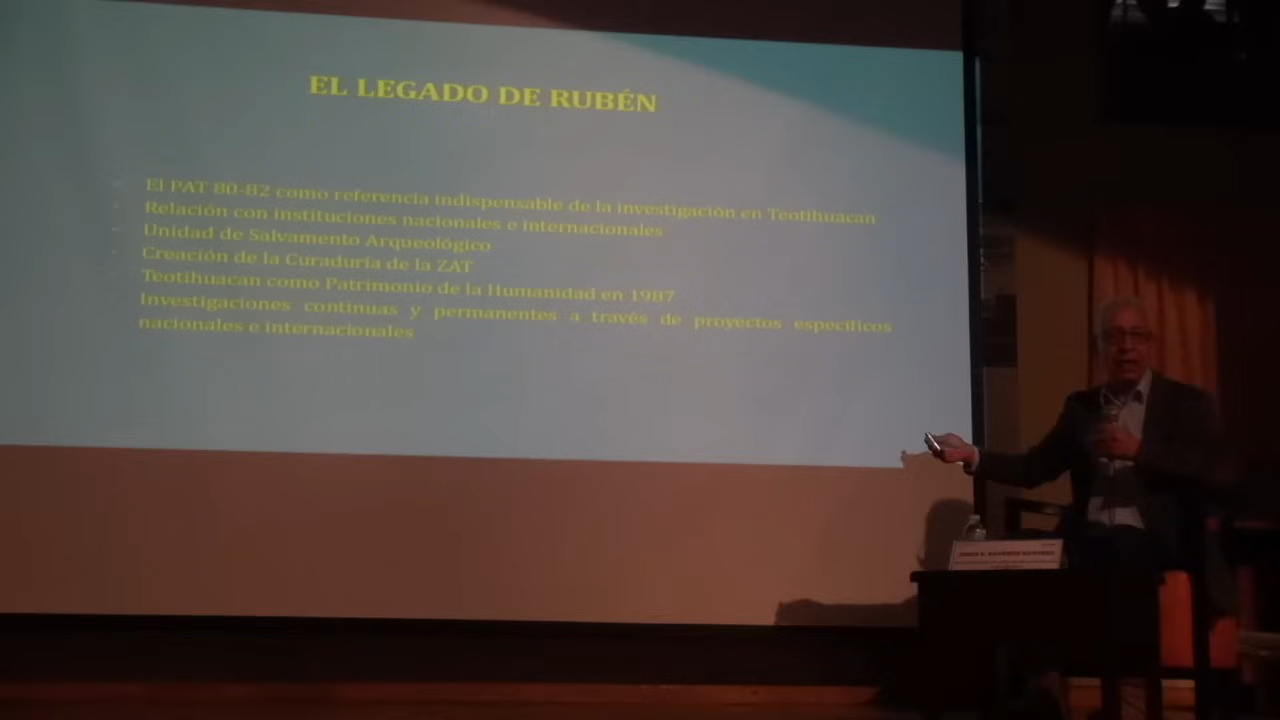 EL LEGADO DE RUBÉN
El PAT 80-82 como referencia indispensable de la investigación en Teotihuacan
Relación con instituciones nacionales e internacionales
Unidad de Salvamento Arqueológico
Creación de la Curaduría de la ZAT
Teotihuacan como Patrimonio de la Humanidad en 1987
Investigaciones continuas y permanentes a través de proyectos específicos
nacionales e internacionales